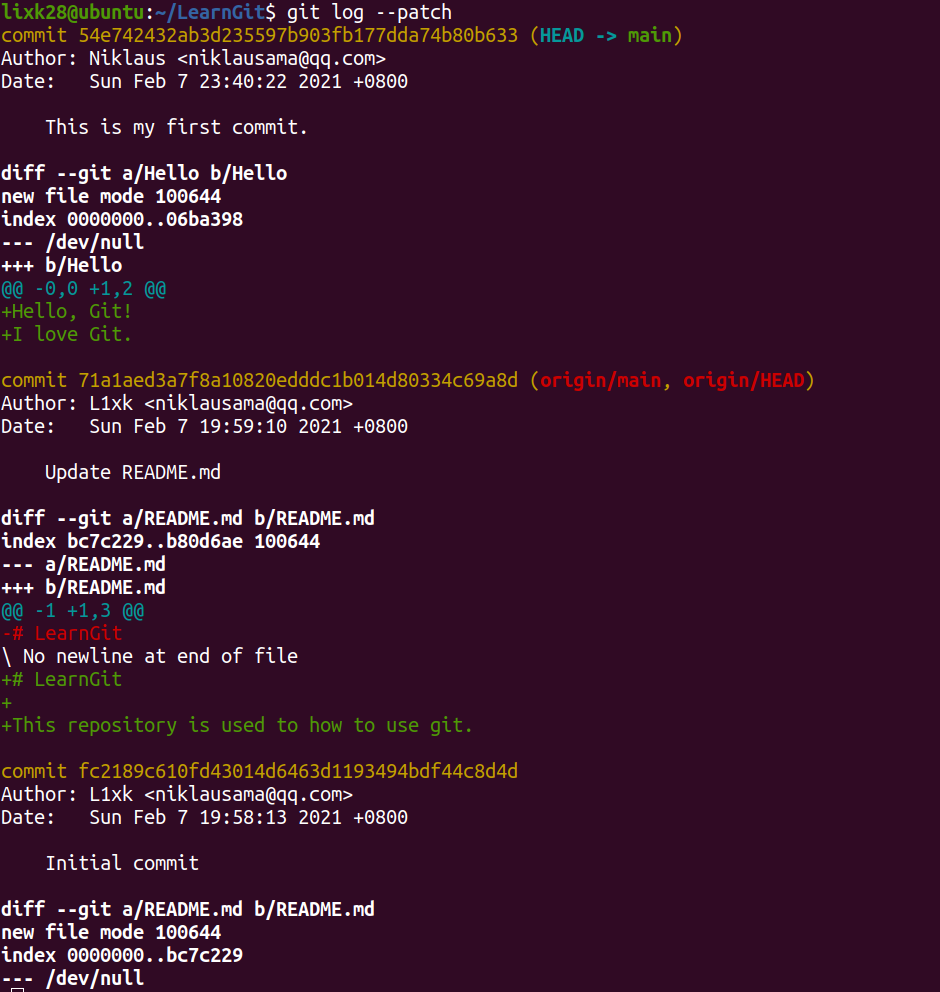 lixk28@ubuntu:~/LearnGit$ git log --patch
commit 54e742432ab3d235597b903fb177dda74b80b633 (HEAD -> main)
Author: Niklaus <niklausama@qq.com>
Date:   Sun Feb 7 23:40:22 2021 +0800

    This is my first commit.

diff --git a/Hello b/Hello
new file mode 100644
index 0000000..06ba398
--- /dev/null
+++ b/Hello
@@ -0,0 +1,2 @@
+Hello, Git!
+I love Git.

commit 71a1aed3a7f8a10820edddc1b014d80334c69a8d (origin/main, origin/HEAD)
Author: L1xk <niklausama@qq.com>
Date:   Sun Feb 7 19:59:10 2021 +0800

    Update README.md

diff --git a/README.md b/README.md
index bc7c229..b80d6ae 100644
--- a/README.md
+++ b/README.md
@@ -1 +1,3 @@
-# LearnGit
\ No newline at end of file
+# LearnGit
+
+This repository is used to how to use git.

commit fc2189c610fd43014d6463d1193494bdf44c8d4d
Author: L1xk <niklausama@qq.com>
Date:   Sun Feb 7 19:58:13 2021 +0800

    Initial commit

diff --git a/README.md b/README.md
new file mode 100644
index 0000000..bc7c229
--- /dev/null